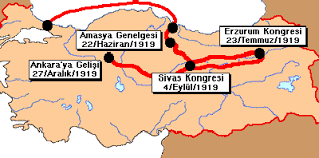 Amasya Genelgesi
22/Haziran/1919
Erzurum Kongresi
23/Temmuz/1919
Ankara'ya Gelişi
27/Aralık/1919
Sivas Kongresi
4/Eylül/1919